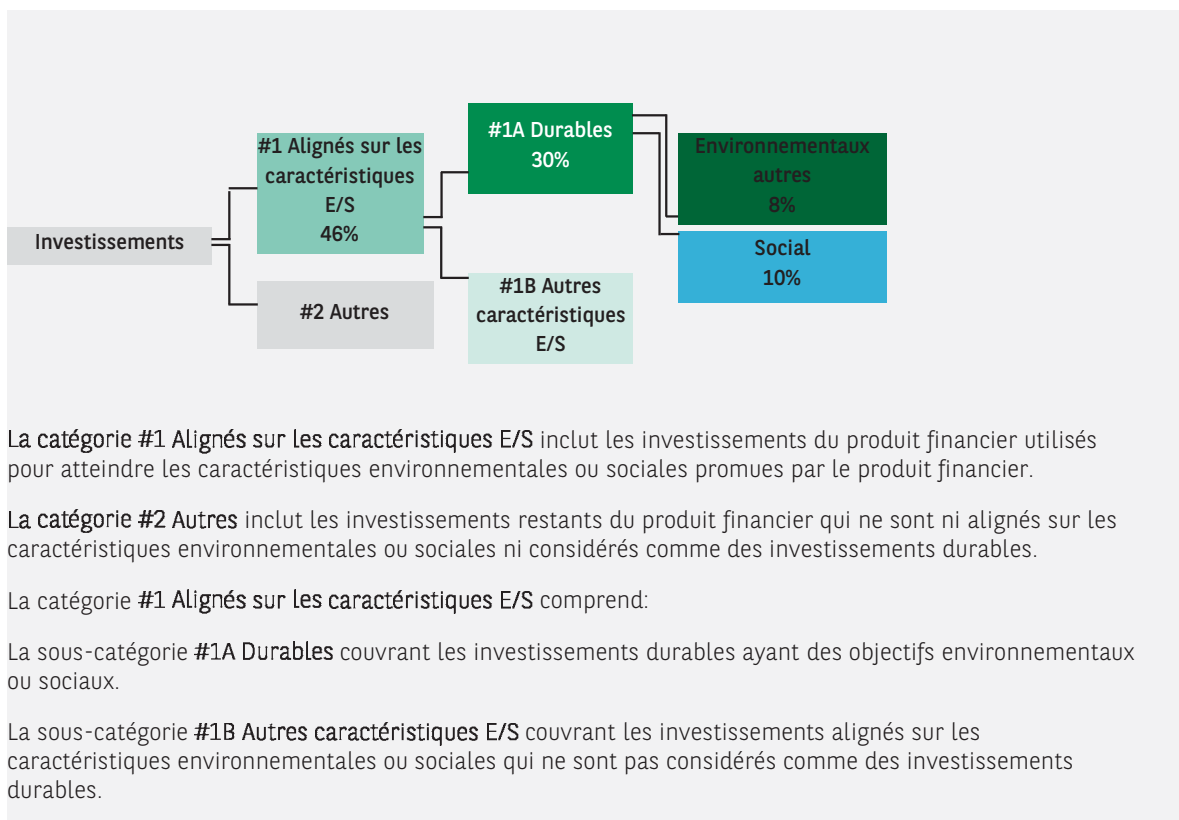 #1A Durables
30%
#1 Alignés sur les
caractéristiques
E/S
46%
Environnementaux
autres
8%
Investissements
Social
10%
#2 Autres
#1B Autres
caractéristiques
E/S
La catégorie #1 Alignés sur les caractéristiques E/S inclut les investissements du produit financier utilisés
pour atteindre les caractéristiques environnementales ou sociales promues par le produit financier.
La catégorie #2 Autres inclut les investissements restants du produit financier qui ne sont ni alignés sur les
caractéristiques environnementales ou sociales ni considérés comme des investissements durables.
La catégorie #1 Alignés sur les caractéristiques E/S comprend:
La sous-catégorie #1A Durables couvrant les investissements durables ayant des objectifs environnementaux
ou sociaux.
La sous-catégorie #1B Autres caractéristiques E/S couvrant les investissements alignés sur les
caractéristiques environnementales ou sociales qui ne sont pas considérés comme des investissements
durables.